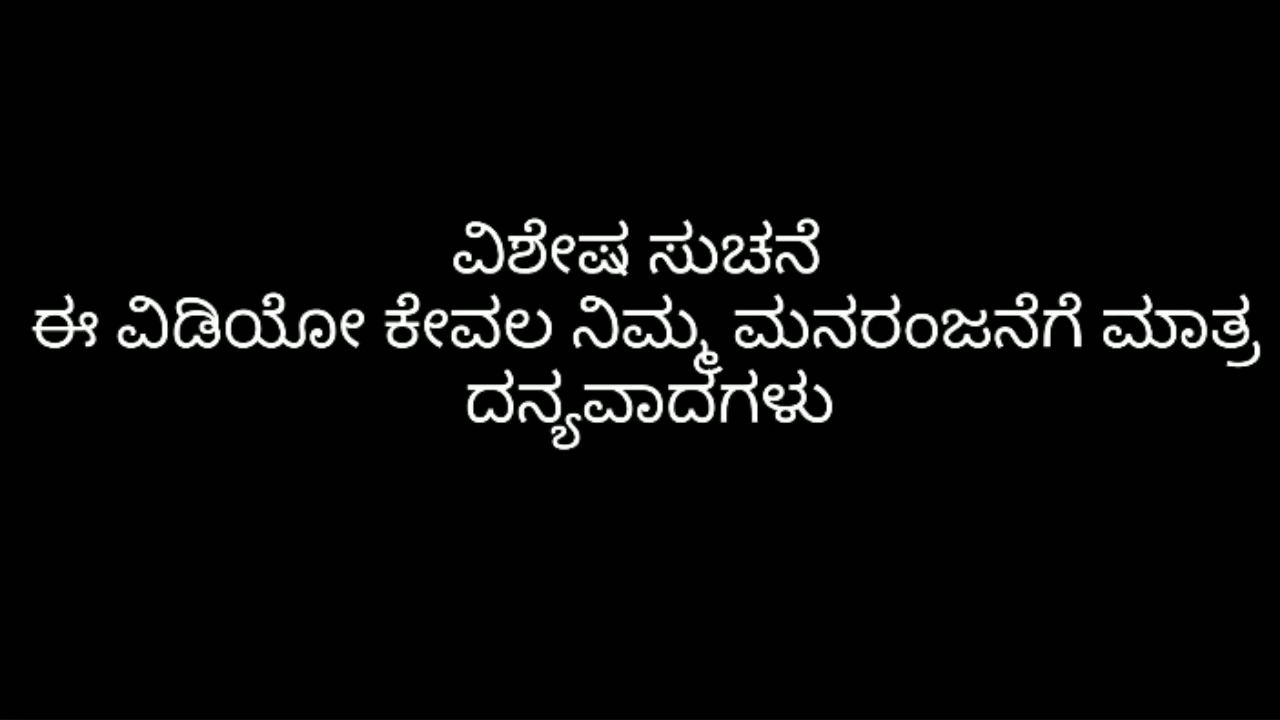 ವಿಶೇಷ ಸುಚನೆ
ಈ ವಿಡಿಯೋ ಕೇವಲ ನಿಮ್ಮ ಮನರಂಜನೆಗೆ ಮಾತ್ರ
ದನ್ಯವಾದಗಳು